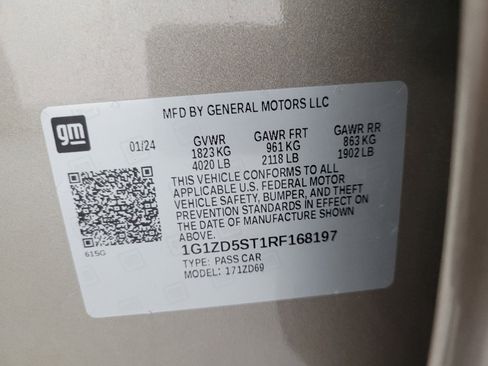 gm
MFD BY GENERAL MOTORS LLC
01/24 GVWR GAWR FRT GAWR RR
1823 KG 961 KG 863 KG
4020 LB 2118 LB 1902 LB
THIS VEHICLE CONFORMS TO ALL
APPLICABLE U.S. FEDERAL MOTOR
VEHICLE SAFETY, BUMPER, AND THEFT
PREVENTION STANDARDS IN EFFECT ON
THE DATE OF MANUFACTURE SHOWN
ABOVE.
1G1ZD5ST1RF168197
615G
TYPE: PASS CAR
MODEL: 171ZD69